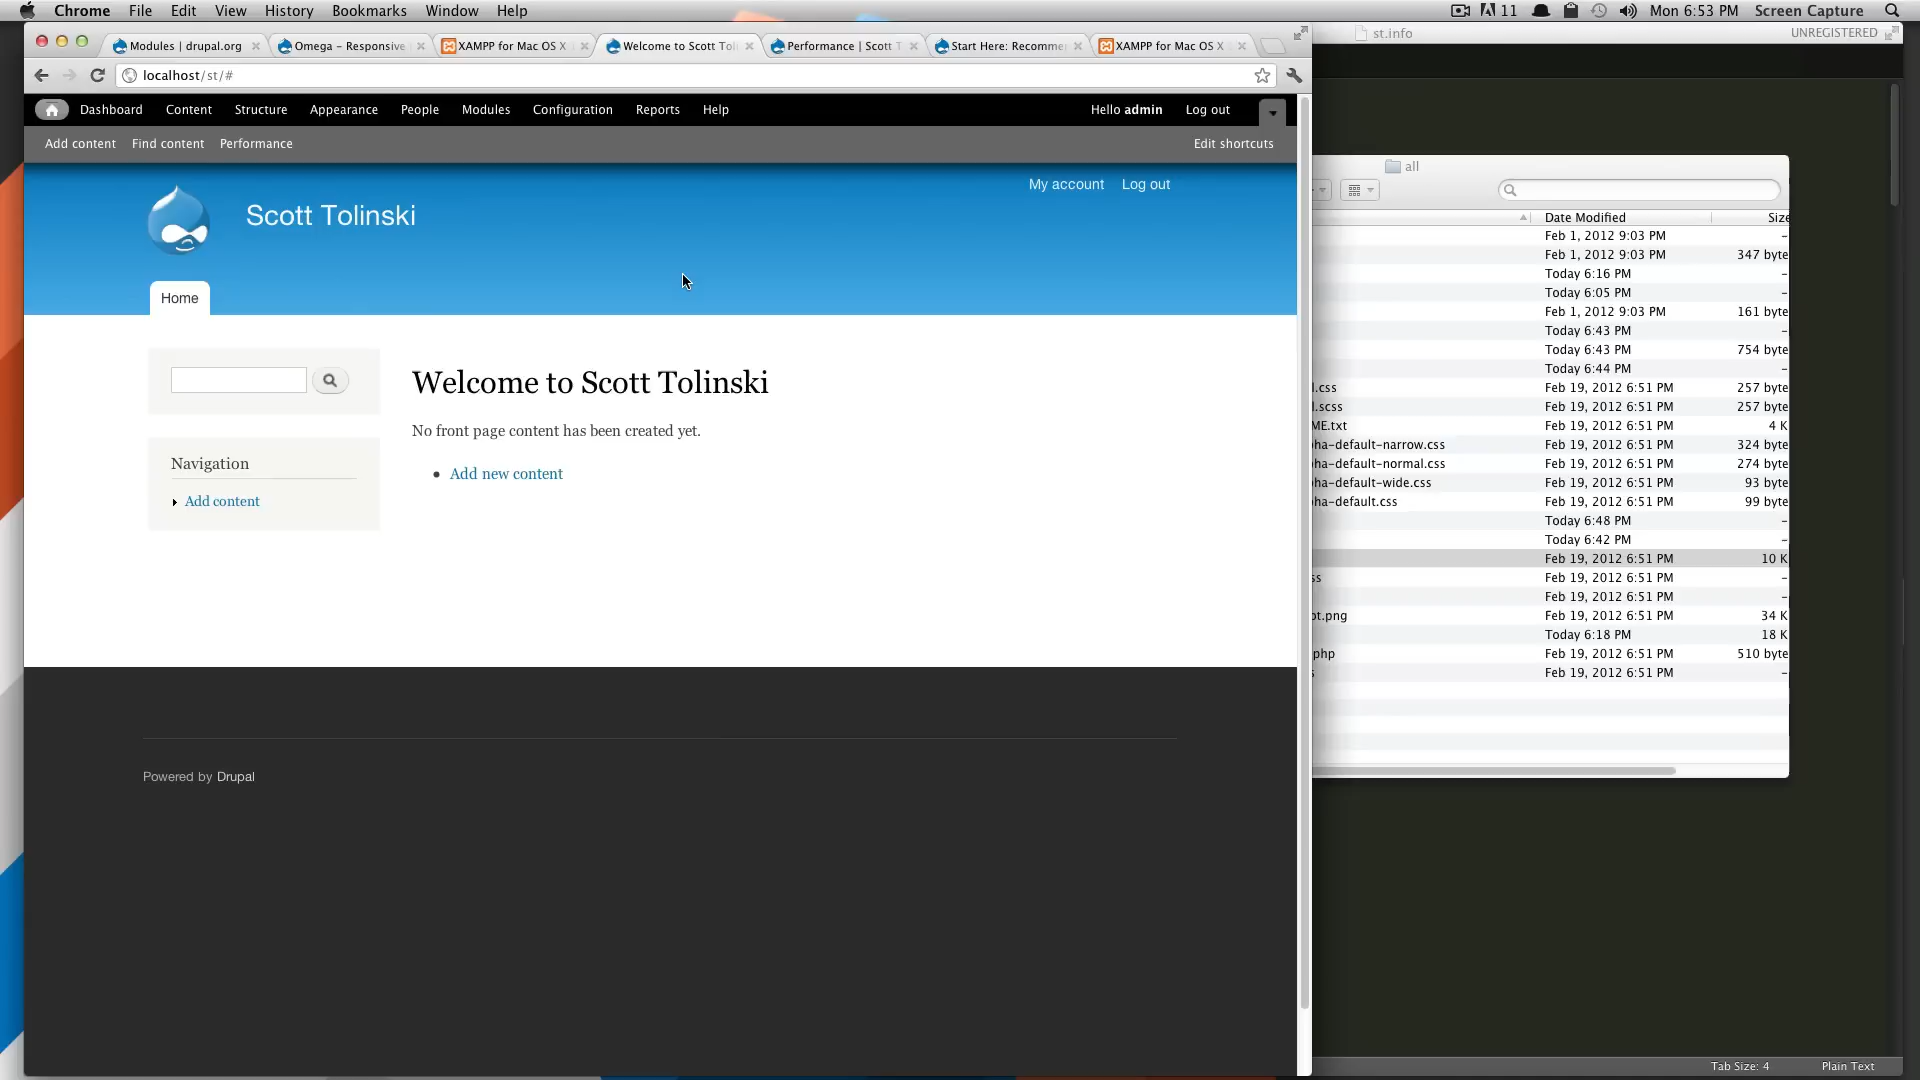 Chrome File Edit View History Bookmarks Window Help
11 Mon 6:53 PM Screen Capture
Modules | drupal.org
Omega - Responsive
XAMPP for Mac OS X
Welcome to Scott Toli
Performance | Scott T
Start Here: Recomme
XAMPP for Mac OS X
st.info
UNREGISTERED
localhost/st/#
Dashboard Content Structure Appearance People Modules Configuration Reports Help
Hello admin Log out
Add content Find content Performance
Edit shortcuts
My account Log out
Scott Tolinski
Home
Welcome to Scott Tolinski
No front page content has been created yet.
Add new content
Navigation
Add content
Powered by Drupal
all
Date Modified Size
Feb 1, 2012 9:03 PM –
Feb 1, 2012 9:03 PM 347 byte
Today 6:16 PM –
Today 6:05 PM –
Feb 1, 2012 9:03 PM 161 byte
Today 6:43 PM –
Today 6:43 PM 754 byte
Today 6:44 PM –
l.css Feb 19, 2012 6:51 PM 257 byte
l.scss Feb 19, 2012 6:51 PM 257 byte
ME.txt Feb 19, 2012 6:51 PM 4 K
ha-default-narrow.css Feb 19, 2012 6:51 PM 324 byte
ha-default-normal.css Feb 19, 2012 6:51 PM 274 byte
ha-default-wide.css Feb 19, 2012 6:51 PM 93 byte
ha-default.css Feb 19, 2012 6:51 PM 99 byte
Today 6:48 PM –
Today 6:42 PM –
Feb 19, 2012 6:51 PM 10 K
ss Feb 19, 2012 6:51 PM –
Feb 19, 2012 6:51 PM –
ot.png Feb 19, 2012 6:51 PM 34 K
Today 6:18 PM 18 K
php Feb 19, 2012 6:51 PM 510 byte
s Feb 19, 2012 6:51 PM –
Tab Size: 4 Plain Text